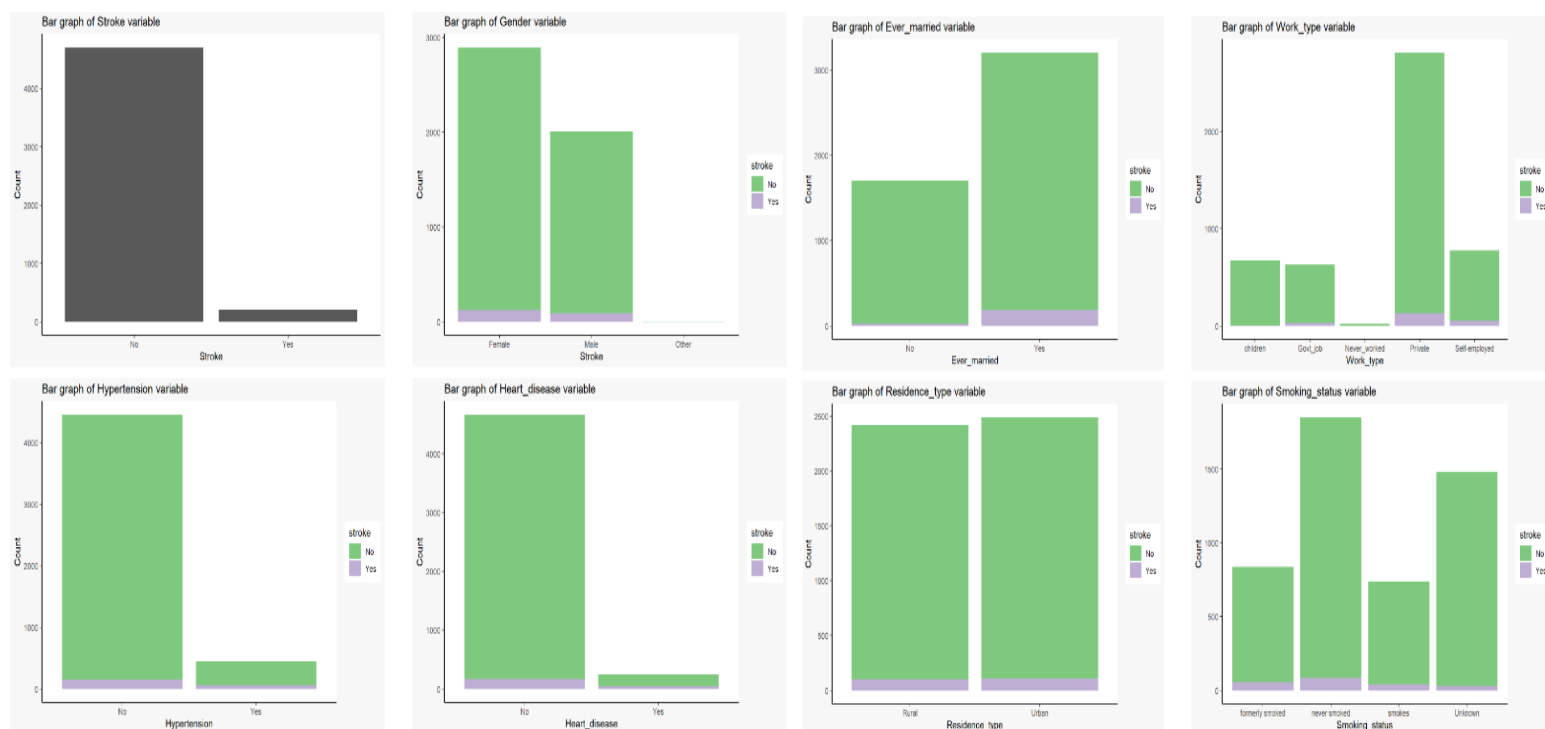 Bar graph of Stroke variable
Count
4000
3000
2000
1000
0
No Yes
Stroke
Bar graph of Gender variable
Count
3000
2000
1000
0
Female Male Other
Stroke
stroke
No
Yes
Bar graph of Ever_married variable
Count
3000
2000
1000
0
No Yes
Ever_married
stroke
No
Yes
Bar graph of Work_type variable
Count
2000
1000
0
children Govt_job Never_worked Private Self-employed
Work_type
stroke
No
Yes
Bar graph of Hypertension variable
Count
4000
3000
2000
1000
0
No Yes
Hypertension
stroke
No
Yes
Bar graph of Heart_disease variable
Count
4000
3000
2000
1000
0
No Yes
Heart_disease
stroke
No
Yes
Bar graph of Residence_type variable
Count
2500
2000
1500
1000
500
0
Rural Urban
Residence_type
stroke
No
Yes
Bar graph of Smoking_status variable
Count
1500
1000
500
0
formerly smoked never smoked smokes Unknown
Smoking_status
stroke
No
Yes